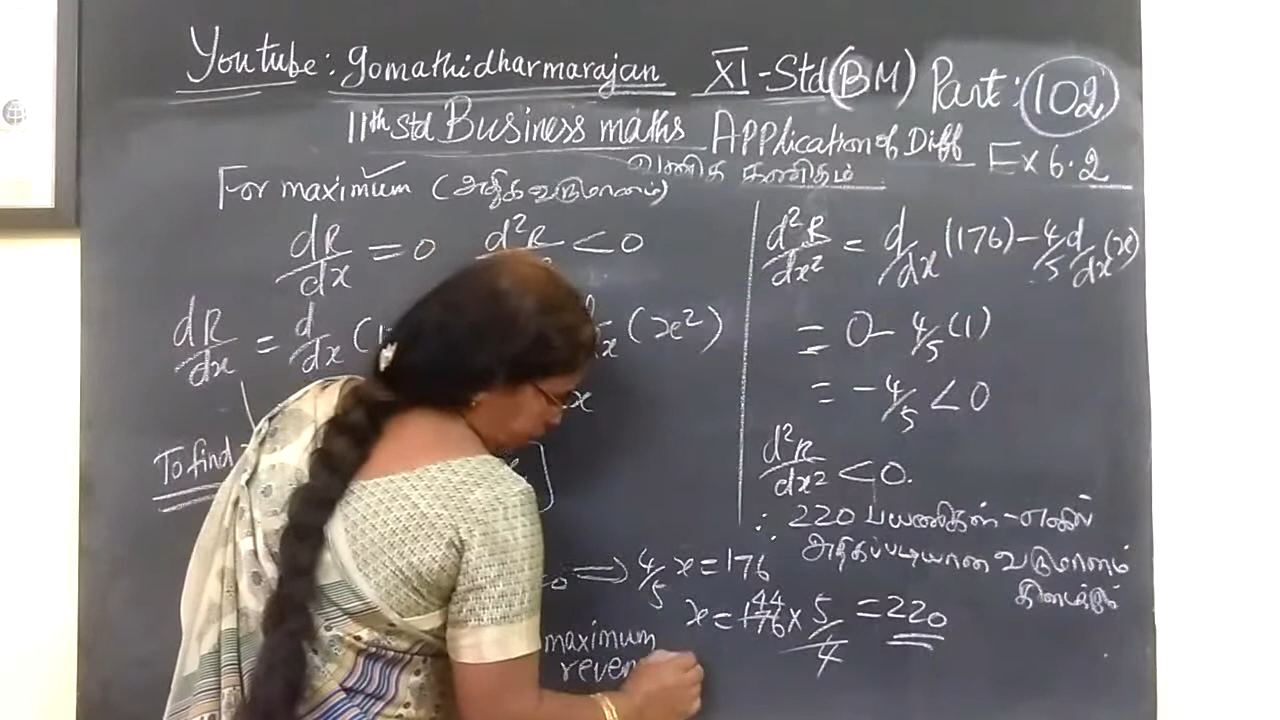 Youtube: gomathidharmarajan XI-Std (BM) Part: 102
11th std Business maths Application of Diff Ex 6.2
வணிக கணிதம்
For maximum (அதிக வருமானம்)
dR/dx = 0 d²R/ < 0
dR/dx = d/dx (1 (x²)
x
To find
=0 ⟹ 4/5 x = 176
x = 176 44 × 5/4 = 220
maximum
reven
d²R/dx² = d/dx (176) - 4/5 d/dx (x)
= 0 - 4/5 (1)
= - 4/5 < 0
d²R/dx² < 0.
∴ 220 பயணிகள் - எனில்
அதிகப்படியான வருமானம்
கிடைக்கும்